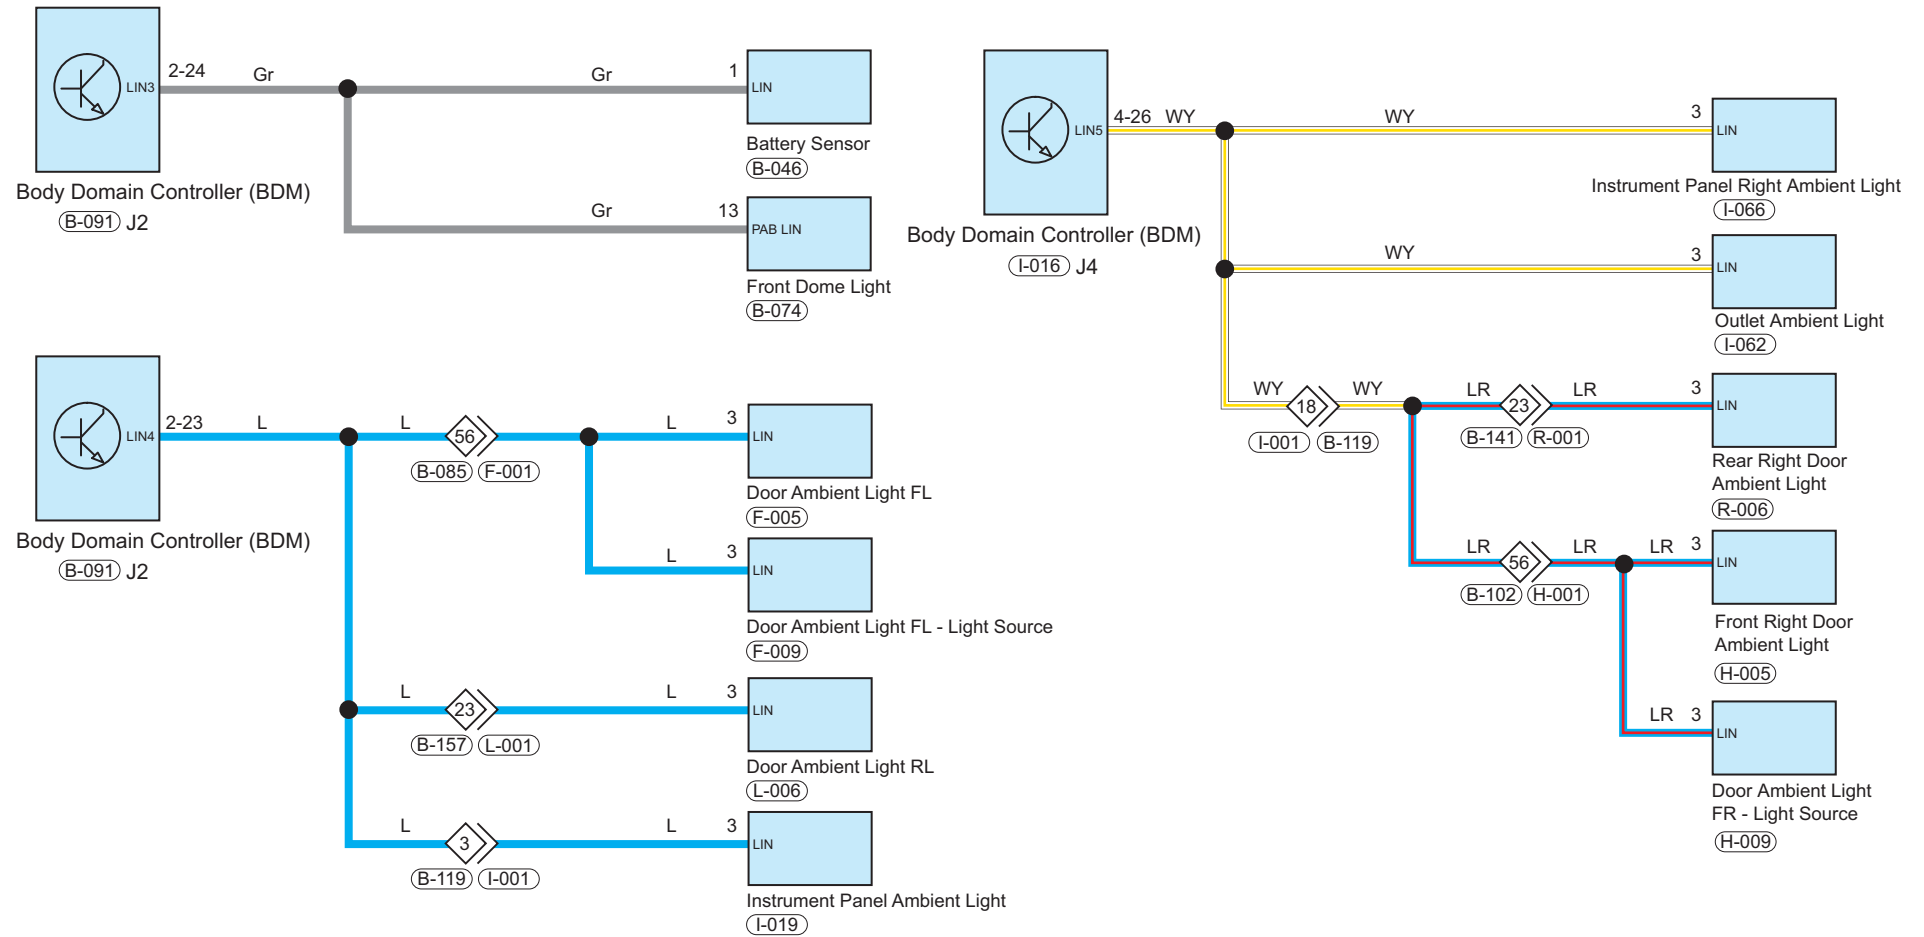 LIN3
2-24
Gr
Gr
1
LIN
Battery Sensor
B-046
Body Domain Controller (BDM)
B-091 J2
Gr
13
PAB LIN
Front Dome Light
B-074
LIN4
2-23
L
L
56
B-085 F-001
L
3
LIN
Door Ambient Light FL
F-005
Body Domain Controller (BDM)
B-091 J2
L
3
LIN
Door Ambient Light FL - Light Source
F-009
L
23
B-157 L-001
L
3
LIN
Door Ambient Light RL
L-006
L
3
B-119 I-001
L
3
LIN
Instrument Panel Ambient Light
I-019
LIN5
4-26
WY
WY
3
LIN
Instrument Panel Right Ambient Light
I-066
Body Domain Controller (BDM)
I-016 J4
WY
3
LIN
Outlet Ambient Light
I-062
WY
18
WY
I-001 B-119
LR
23
LR
B-141 R-001
3
LIN
Rear Right Door
Ambient Light
R-006
LR
56
LR
B-102 H-001
LR
3
LIN
Front Right Door
Ambient Light
H-005
LR
3
LIN
Door Ambient Light
FR - Light Source
H-009